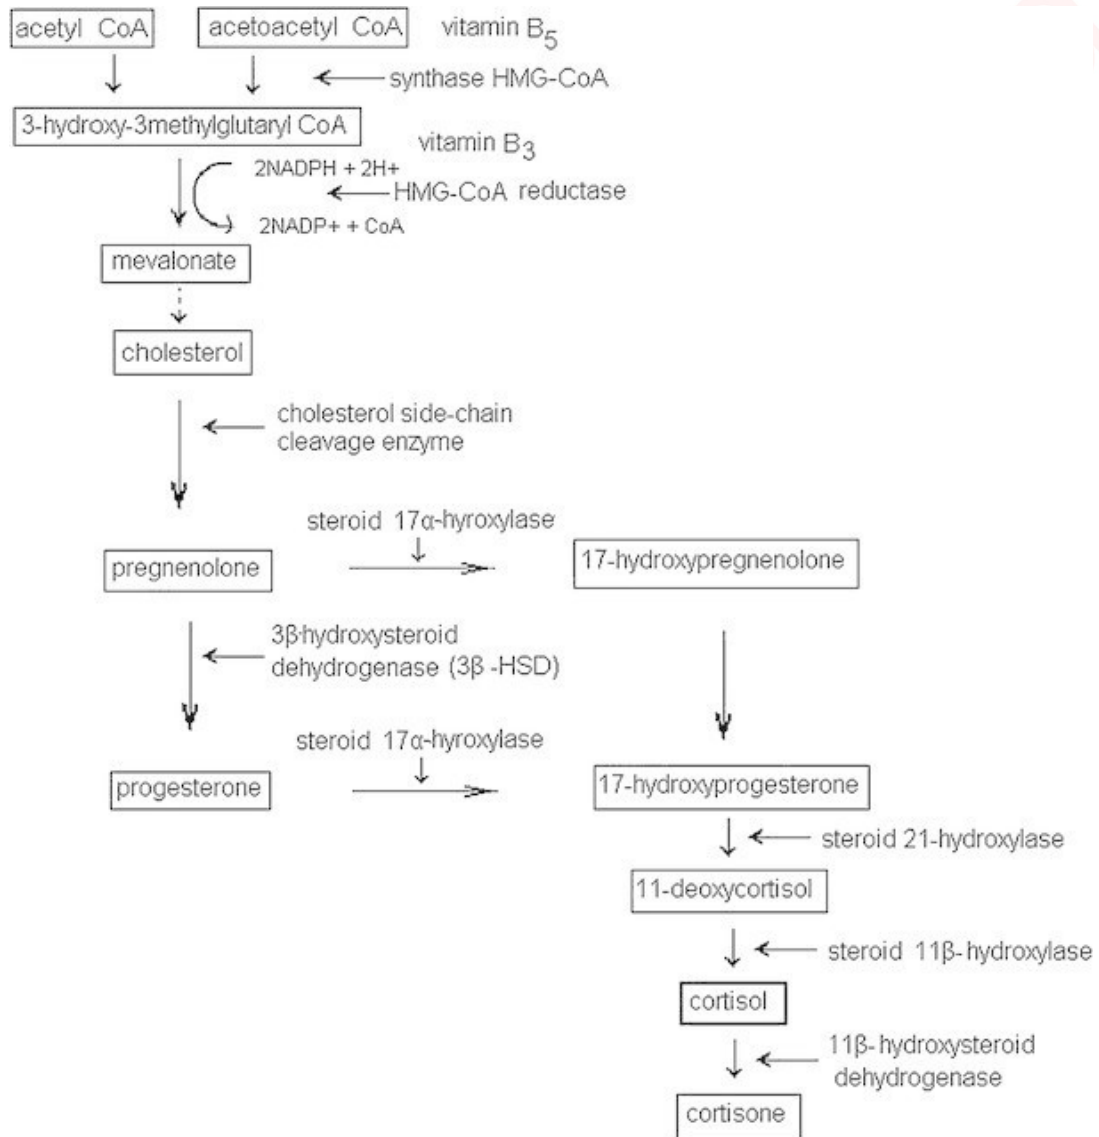 acetyl CoA
acetoacetyl CoA
vitamin B5
synthase HMG-CoA
3-hydroxy-3methylglutaryl CoA
vitamin B3
2NADPH + 2H+
HMG-CoA reductase
2NADP+ + CoA
mevalonate
cholesterol
cholesterol side-chain
cleavage enzyme
steroid 17α-hyroxylase
pregnenolone
17-hydroxypregnenolone
3β-hydroxysteroid
dehydrogenase (3β -HSD)
steroid 17α-hyroxylase
progesterone
17-hydroxyprogesterone
steroid 21-hydroxylase
11-deoxycortisol
steroid 11β- hydroxylase
cortisol
11β- hydroxysteroid
dehydrogenase
cortisone